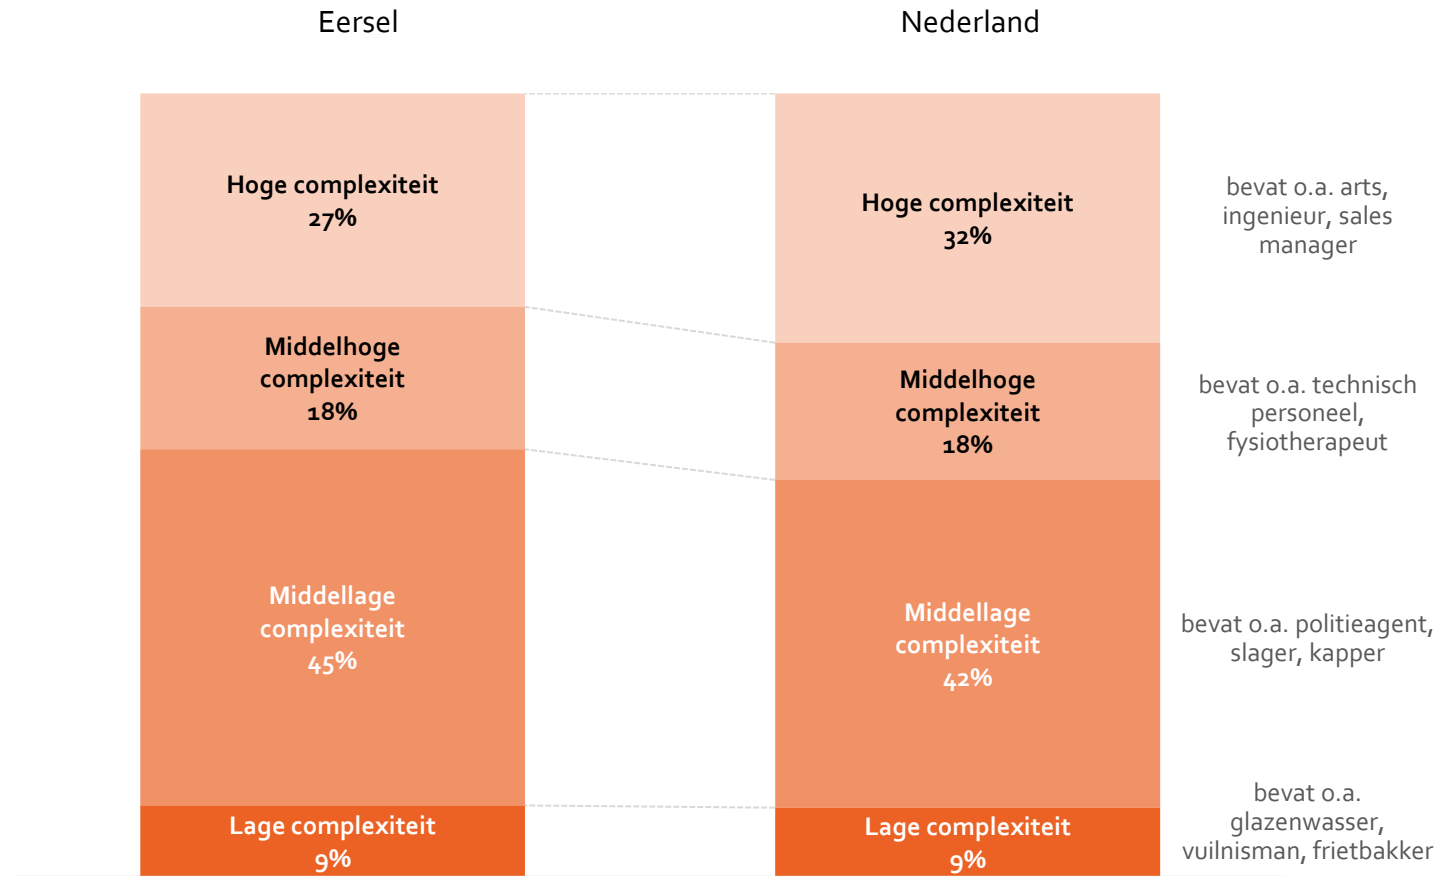 Eersel
Nederland
Hoge complexiteit
27%
Middelhoge
complexiteit
18%
Middellage
complexiteit
45%
Lage complexiteit
9%
Hoge complexiteit
32%
Middelhoge
complexiteit
18%
Middellage
complexiteit
42%
Lage complexiteit
9%
bevat o.a. arts,
ingenieur, sales
manager
bevat o.a. technisch
personeel,
fysiotherapeut
bevat o.a. politieagent,
slager, kapper
bevat o.a.
glazenwasser,
vuilnisman, frietbakker